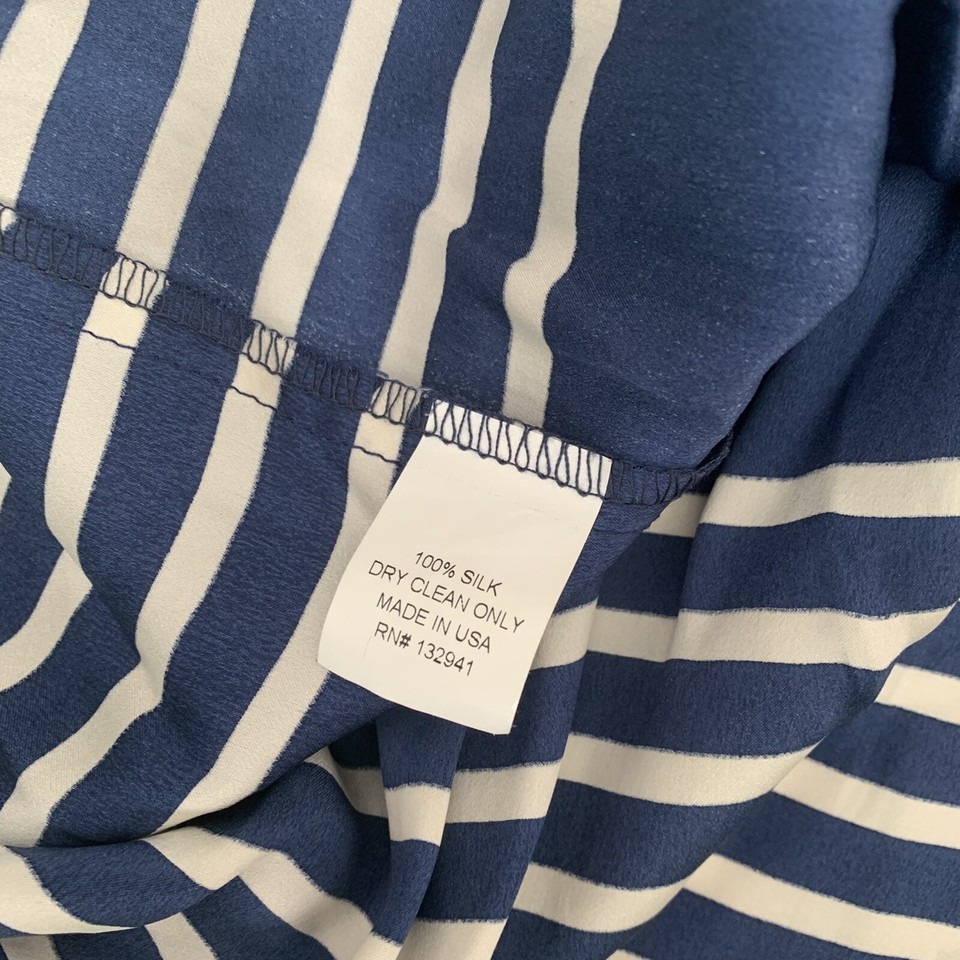 100% SILK
DRY CLEAN ONLY
MADE IN USA
RN# 132941